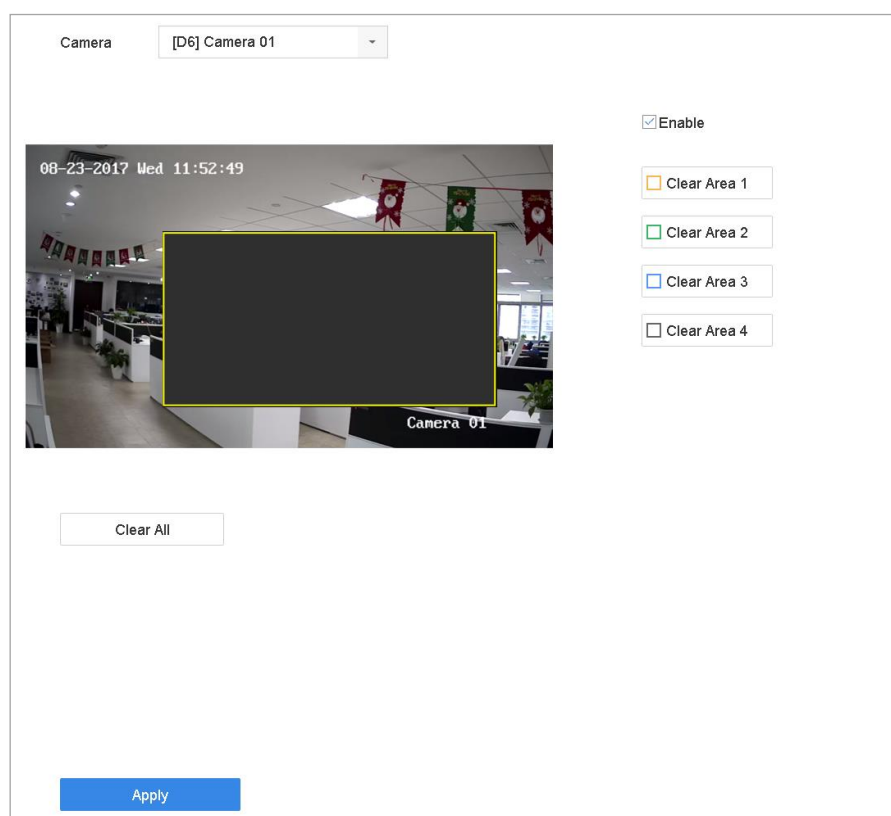 Camera
[D6] Camera 01
Enable
08-23-2017 Wed 11:52:49
Clear Area 1
Clear Area 2
Clear Area 3
Clear Area 4
Camera 01
Clear All
Apply